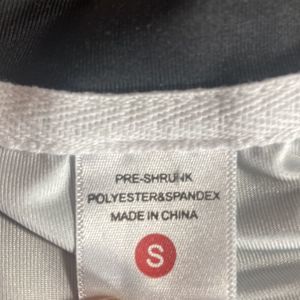 PRE-SHRUNK
POLYESTER&SPANDEX
MADE IN CHINA
S